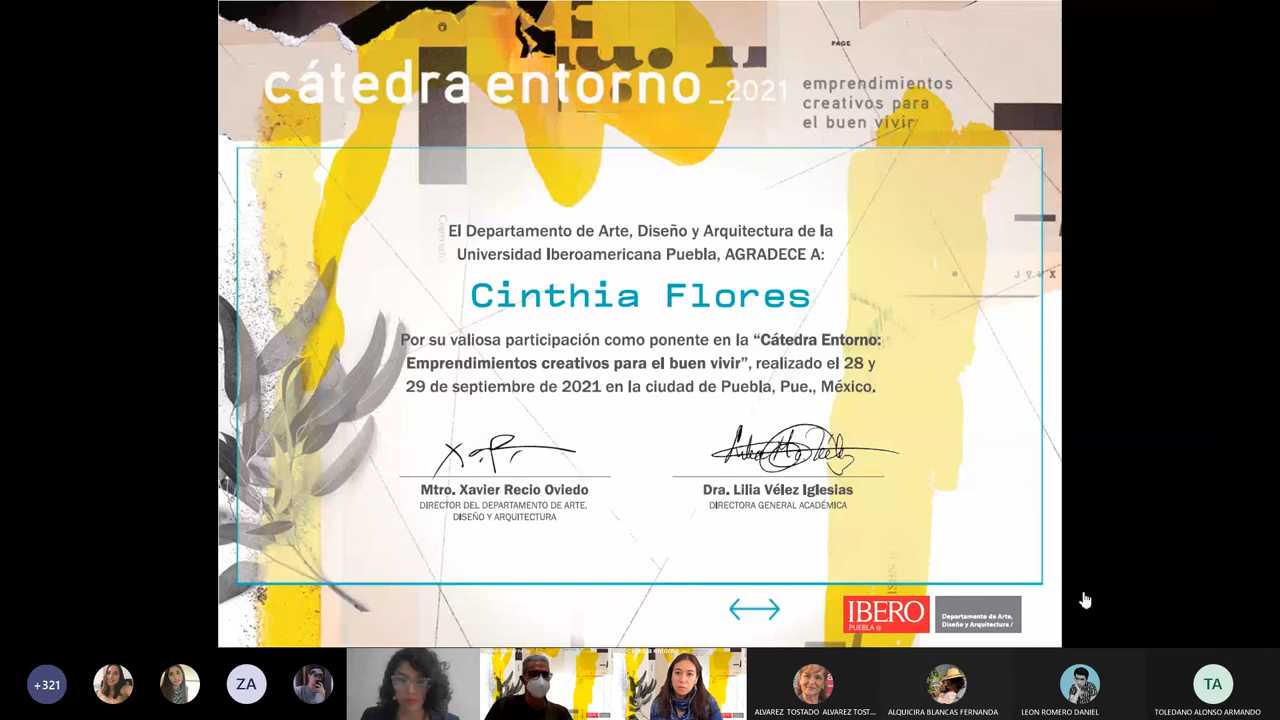 PAGE
cátedra entorno_2021
emprendimientos
creativos para
el buen vivir
El Departamento de Arte, Diseño y Arquitectura de la
Universidad Iberoamericana Puebla, AGRADECE A:
Cinthia Flores
Por su valiosa participación como ponente en la “Cátedra Entorno:
Emprendimientos creativos para el buen vivir”, realizado el 28 y
29 de septiembre de 2021 en la ciudad de Puebla, Pue., México.
Mtro. Xavier Recio Oviedo
DIRECTOR DEL DEPARTAMENTO DE ARTE,
DISEÑO Y ARQUITECTURA
Dra. Lilia Vélez Iglesias
DIRECTORA GENERAL ACADÉMICA
IBERO
PUEBLA ®
Departamento de Arte,
Diseño y Arquitectura /
+321
ZA
TA
ALVAREZ TOSTADO ALVAREZ TOST...
ALQUICIRA BLANCAS FERNANDA
LEON ROMERO DANIEL
TOLEDANO ALONSO ARMANDO